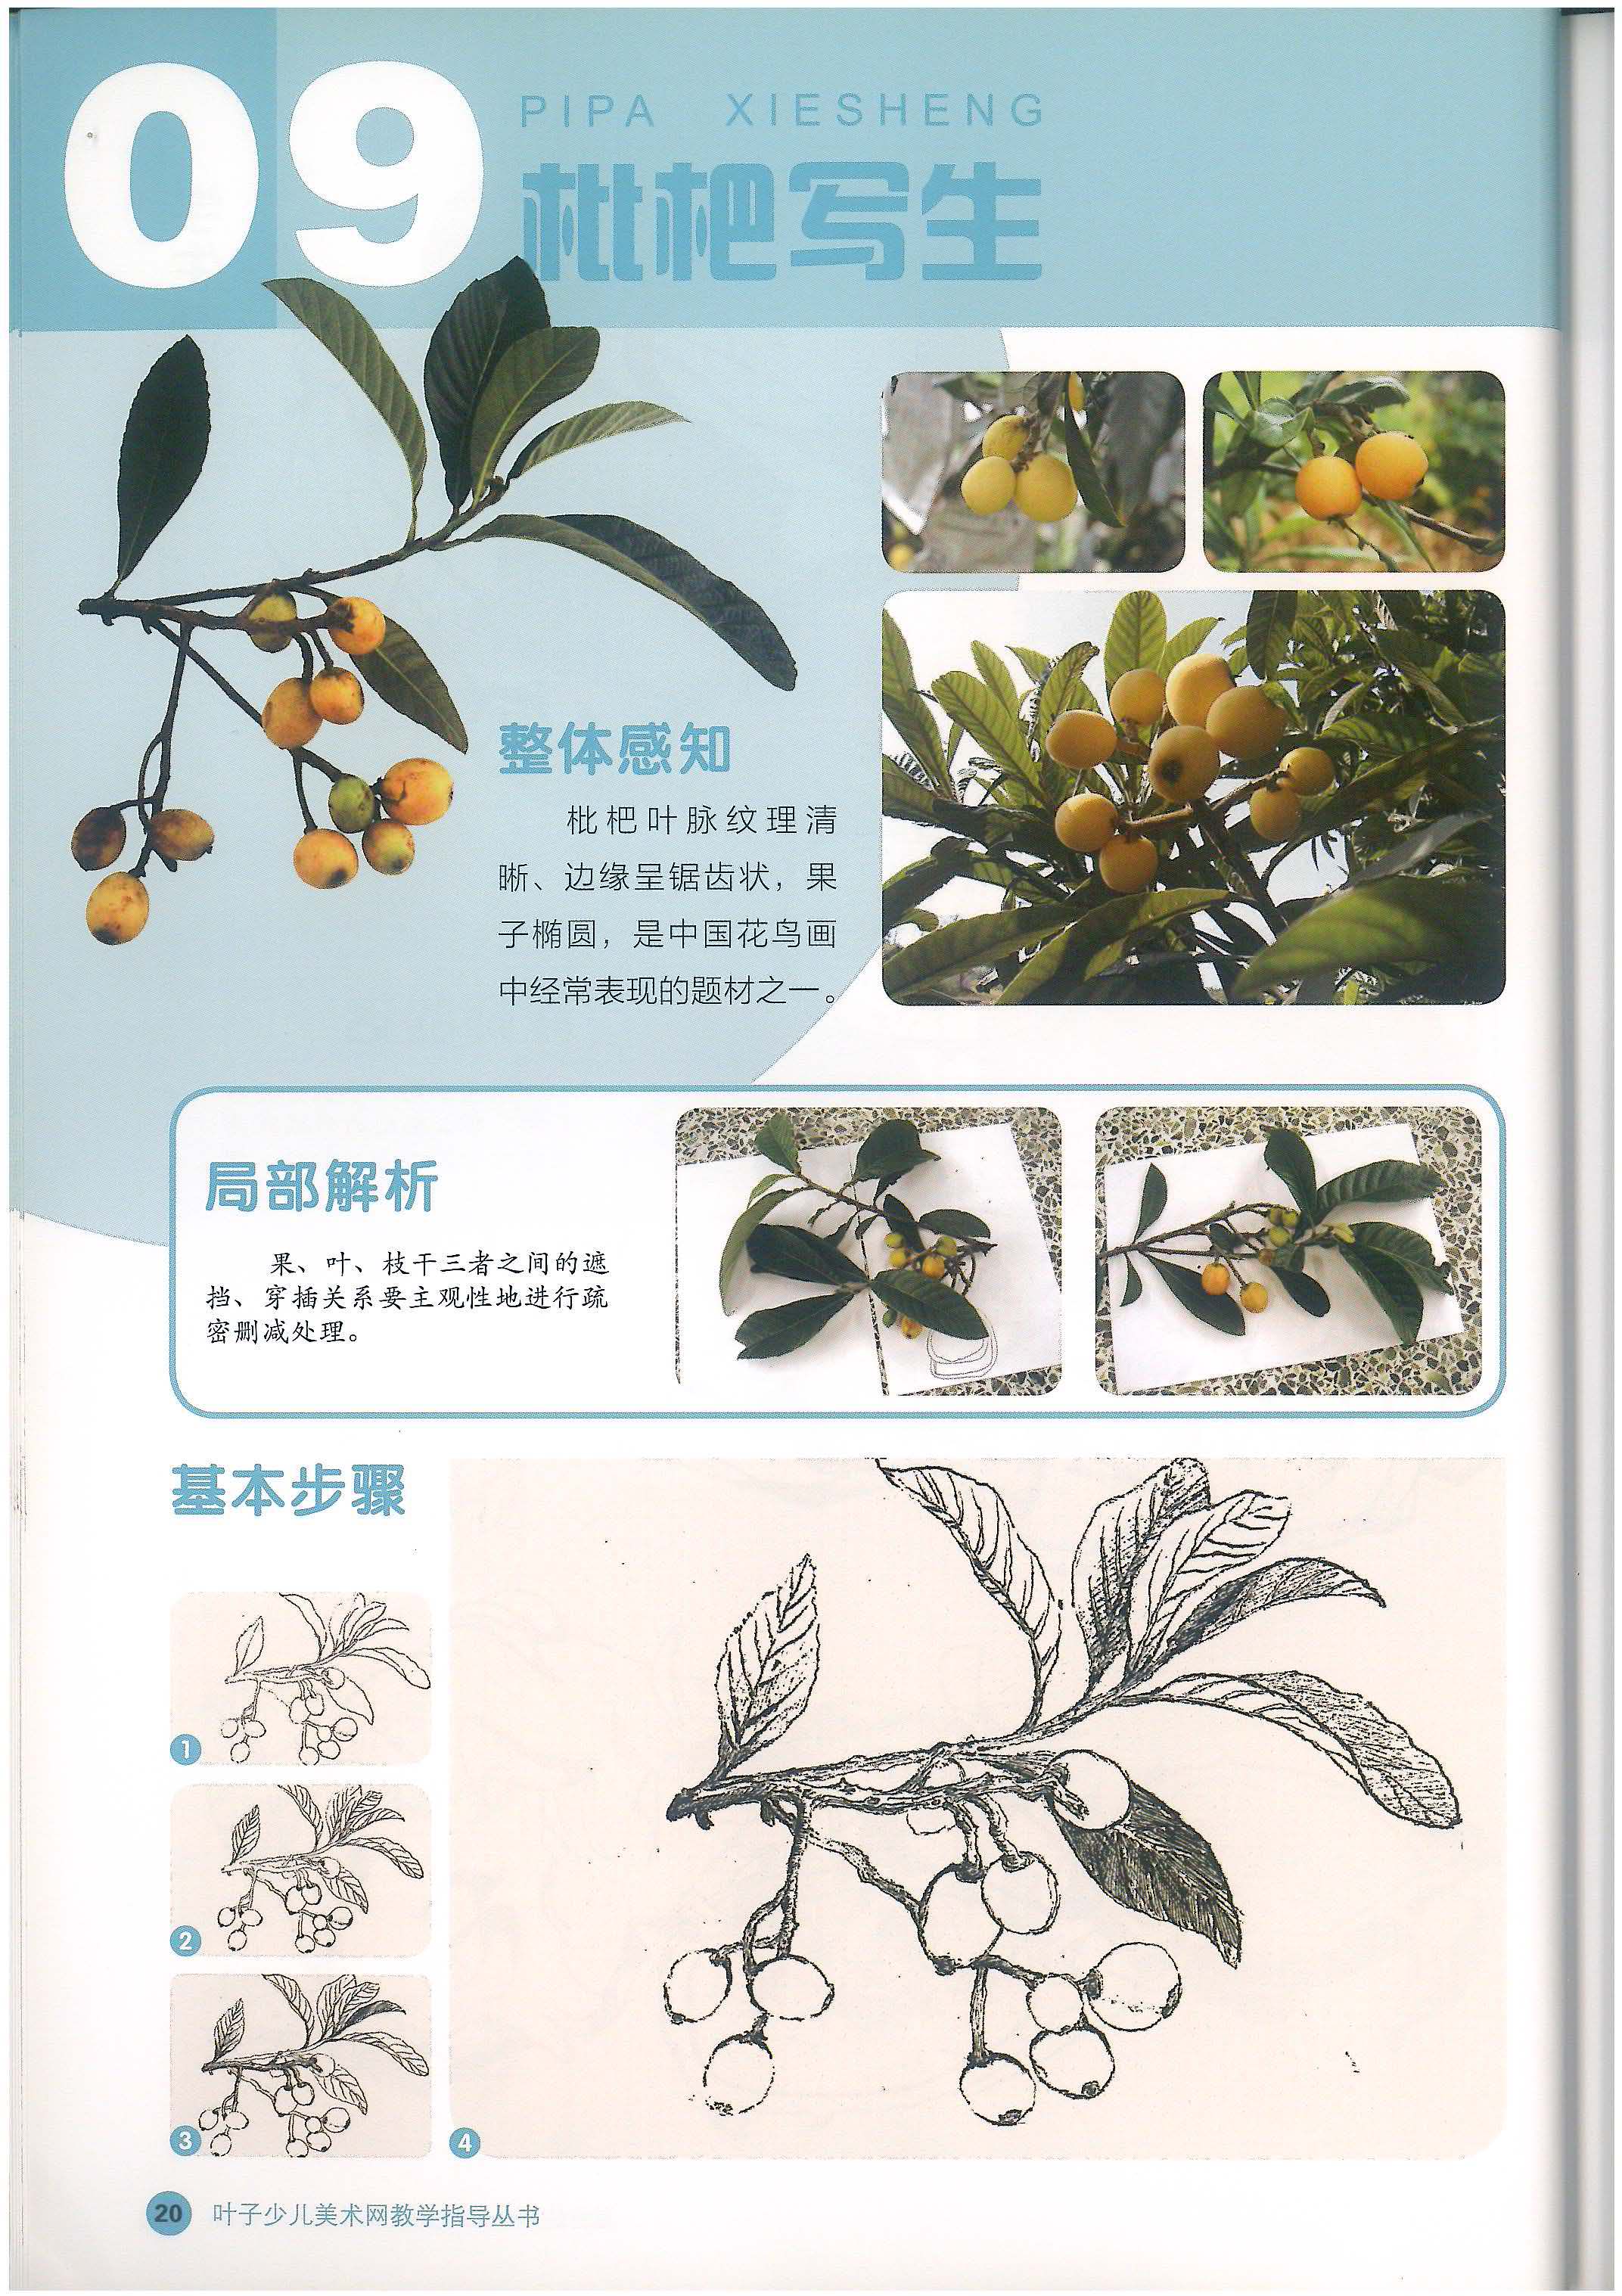 09
PIPA XIESHENG
枇杷写生
整体感知
枇杷叶脉纹理清
晰、边缘呈锯齿状，果
子椭圆，是中国花鸟画
中经常表现的题材之一。
局部解析
果、叶、枝干三者之间的遮
挡、穿插关系要主观性地进行疏
密删减处理。
基本步骤
1
2
3
4
20 叶子少儿美术网教学指导丛书